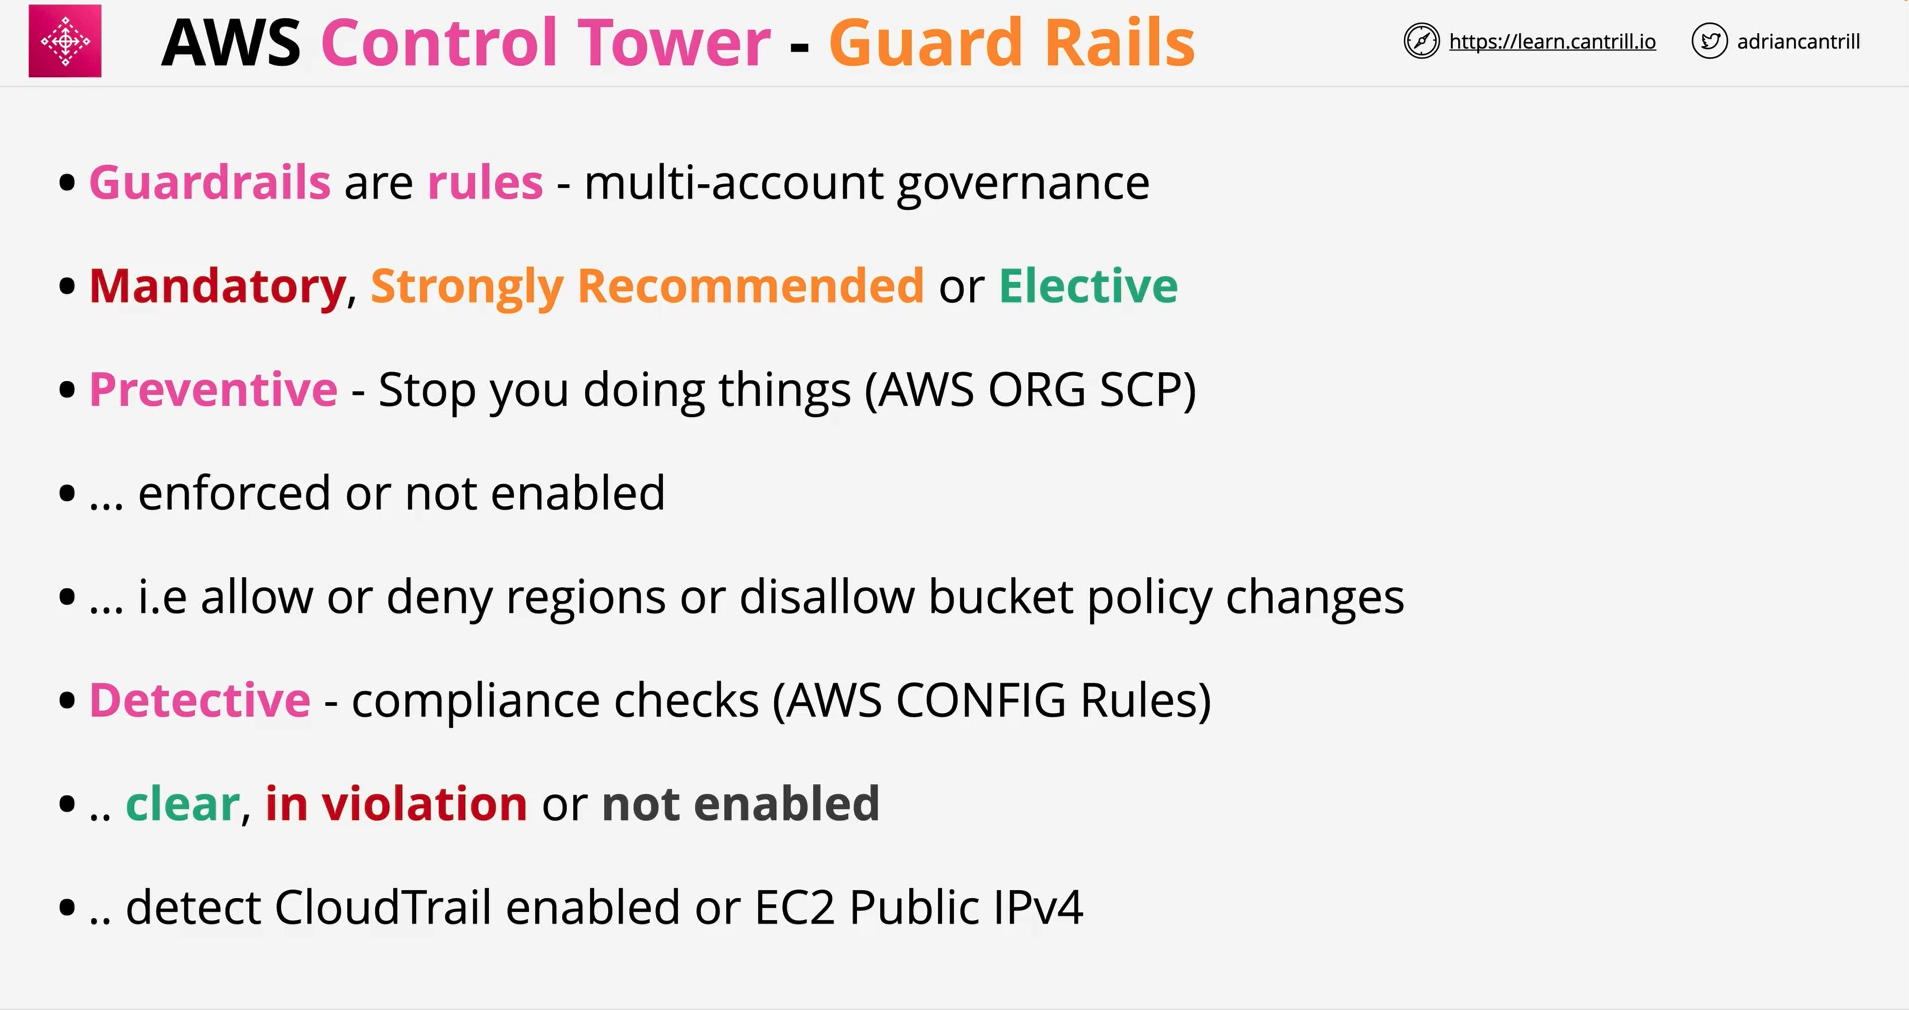 AWS Control Tower - Guard Rails
https://learn.cantrill.io
adriancantrill
• Guardrails are rules - multi-account governance
• Mandatory, Strongly Recommended or Elective
• Preventive - Stop you doing things (AWS ORG SCP)
• ... enforced or not enabled
• ... i.e allow or deny regions or disallow bucket policy changes
• Detective - compliance checks (AWS CONFIG Rules)
• .. clear, in violation or not enabled
• .. detect CloudTrail enabled or EC2 Public IPv4